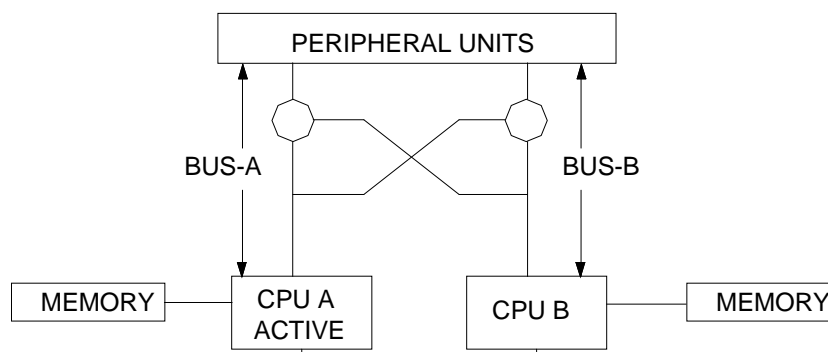 PERIPHERAL UNITS
BUS-A
BUS-B
MEMORY
CPU A
ACTIVE
CPU B
MEMORY